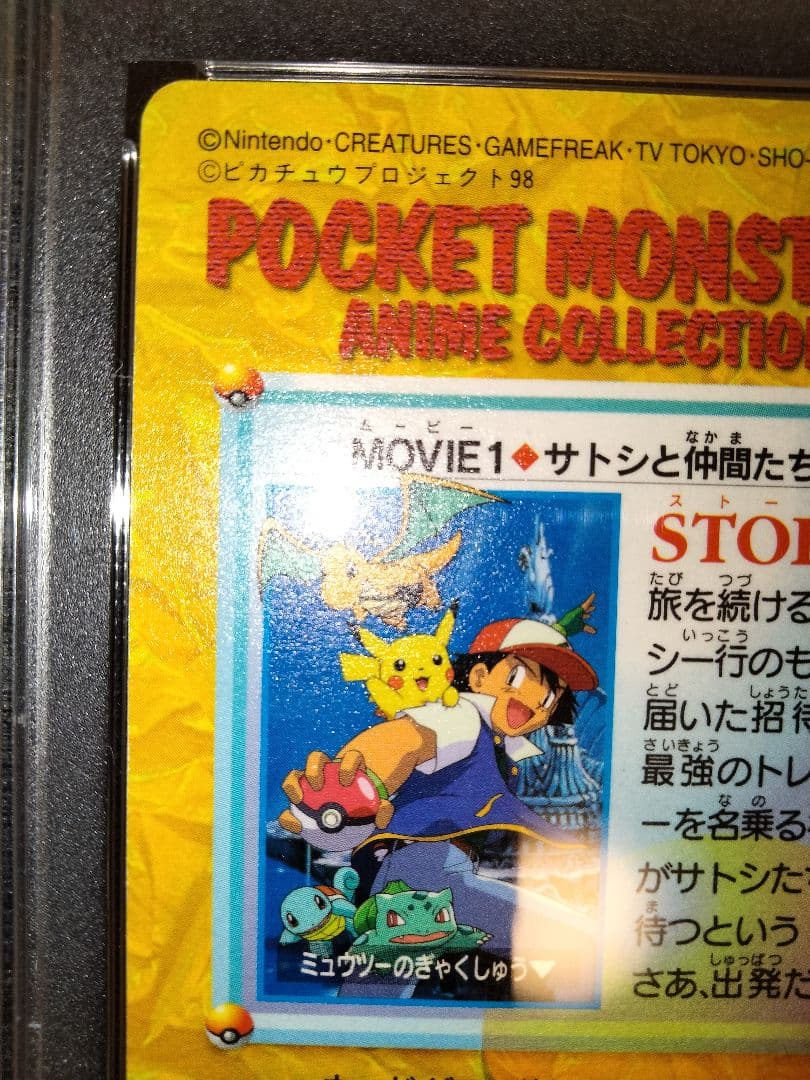 ©Nintendo・CREATURES・GAMEFREAK・TV TOKYO・SHO-
©ピカチュウプロジェクト98
POCKET MONST
ANIME COLLECTIO
ムービー
MOVIE1◆サトシと仲間たち
なかま
ストー
STO
たび つづ
旅を続ける
いっこう
シ一行のも
とど しょうた
届いた招待
さいきょう
最強のトレ
なの
ーを名乗る
がサトシた
ま
待つという
しゅっぱつ
さあ、出発だ
ミュウツーのぎゃくしゅう▼